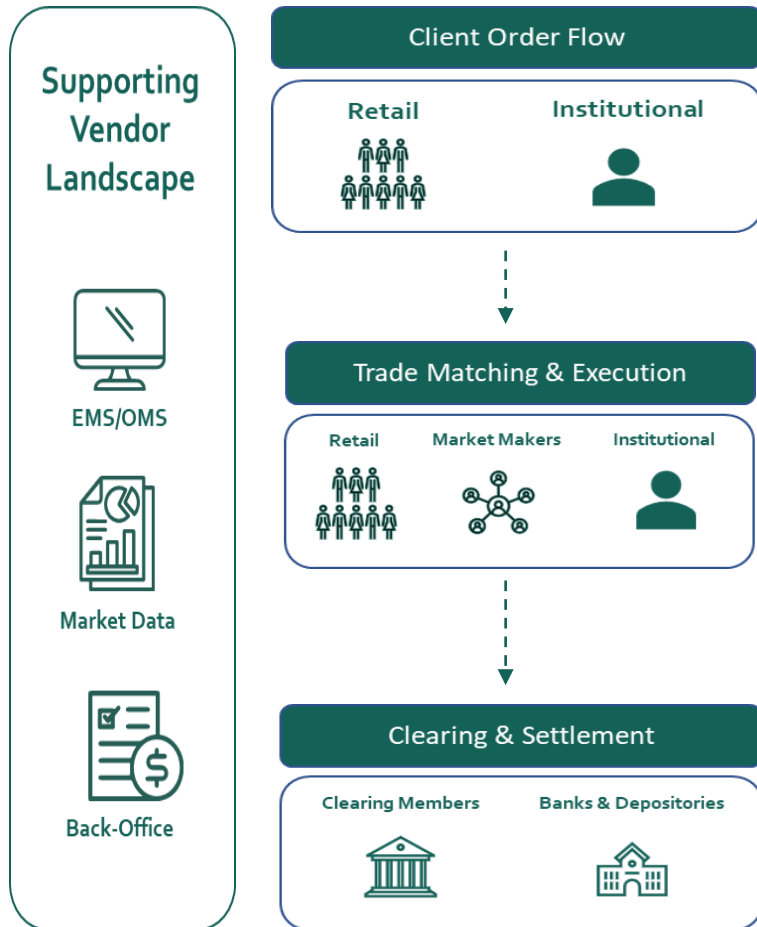 Supporting
Vendor
Landscape
EMS/OMS
Market Data
Back-Office
Client Order Flow
Retail
Institutional
Trade Matching & Execution
Retail
Market Makers
Institutional
Clearing & Settlement
Clearing Members
Banks & Depositories